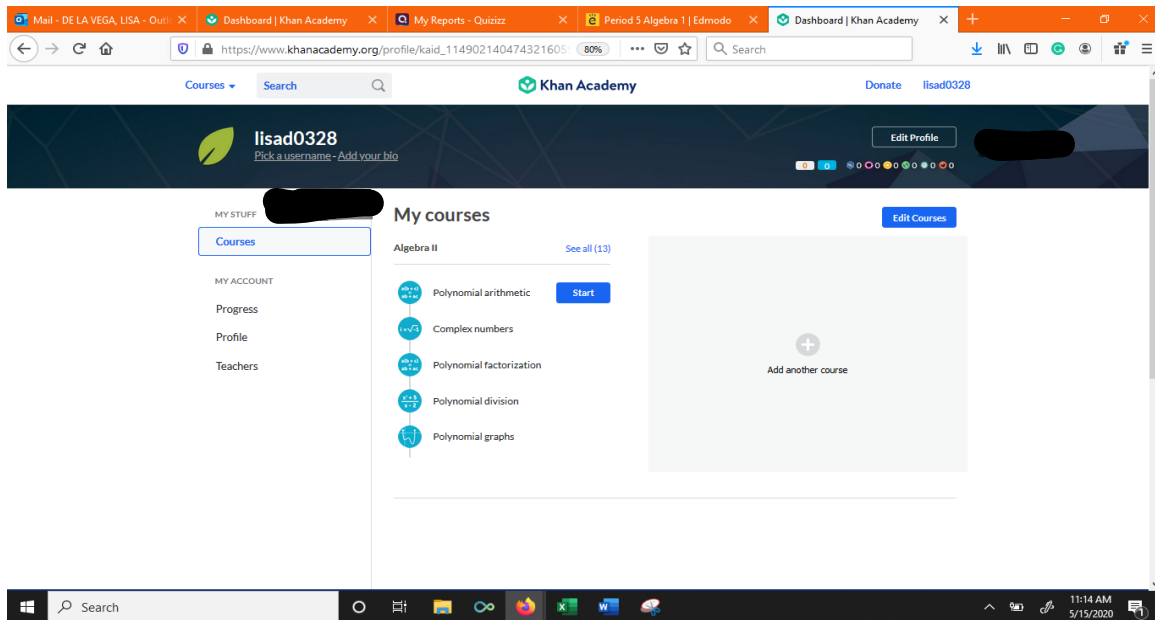 Mail - DE LA VEGA, LISA - Outl
Dashboard | Khan Academy
My Reports - Quizizz
Period 5 Algebra 1 | Edmodo
Dashboard | Khan Academy
https://www.khanacademy.org/profile/kaid_114902140474321605
80%
Search
Courses
Search
Khan Academy
Donate
lisad0328
lisad0328
Pick a username - Add your bio
Edit Profile
0 0 0 0 0 0 0 0
MY STUFF
Courses
MY ACCOUNT
Progress
Profile
Teachers
My courses
Edit Courses
Algebra II
See all (13)
Polynomial arithmetic
Start
Complex numbers
Polynomial factorization
Polynomial division
Polynomial graphs
Add another course
Search
11:14 AM
5/15/2020